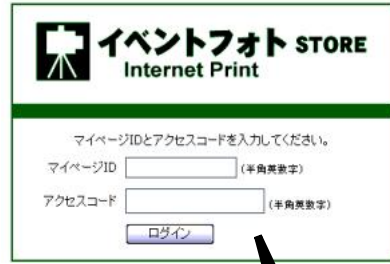 イベントフォト STORE
Internet Print
マイページIDとアクセスコードを入力してください。
マイページID (半角英数字)
アクセスコード (半角英数字)
ログイン